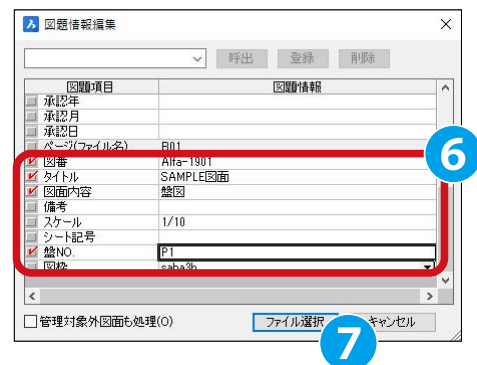 図題情報編集
呼出 登録 削除
図題項目 図題情報
承認年
承認月
承認日
ページ(ファイル名) B01
図番 Alfa-1901
タイトル SAMPLE図面
図面内容 盤図
備考
スケール 1/10
シート記号
盤NO. P1
図枠 saba3h
6
管理対象外図面も処理(O) ファイル選択 キャンセル
7